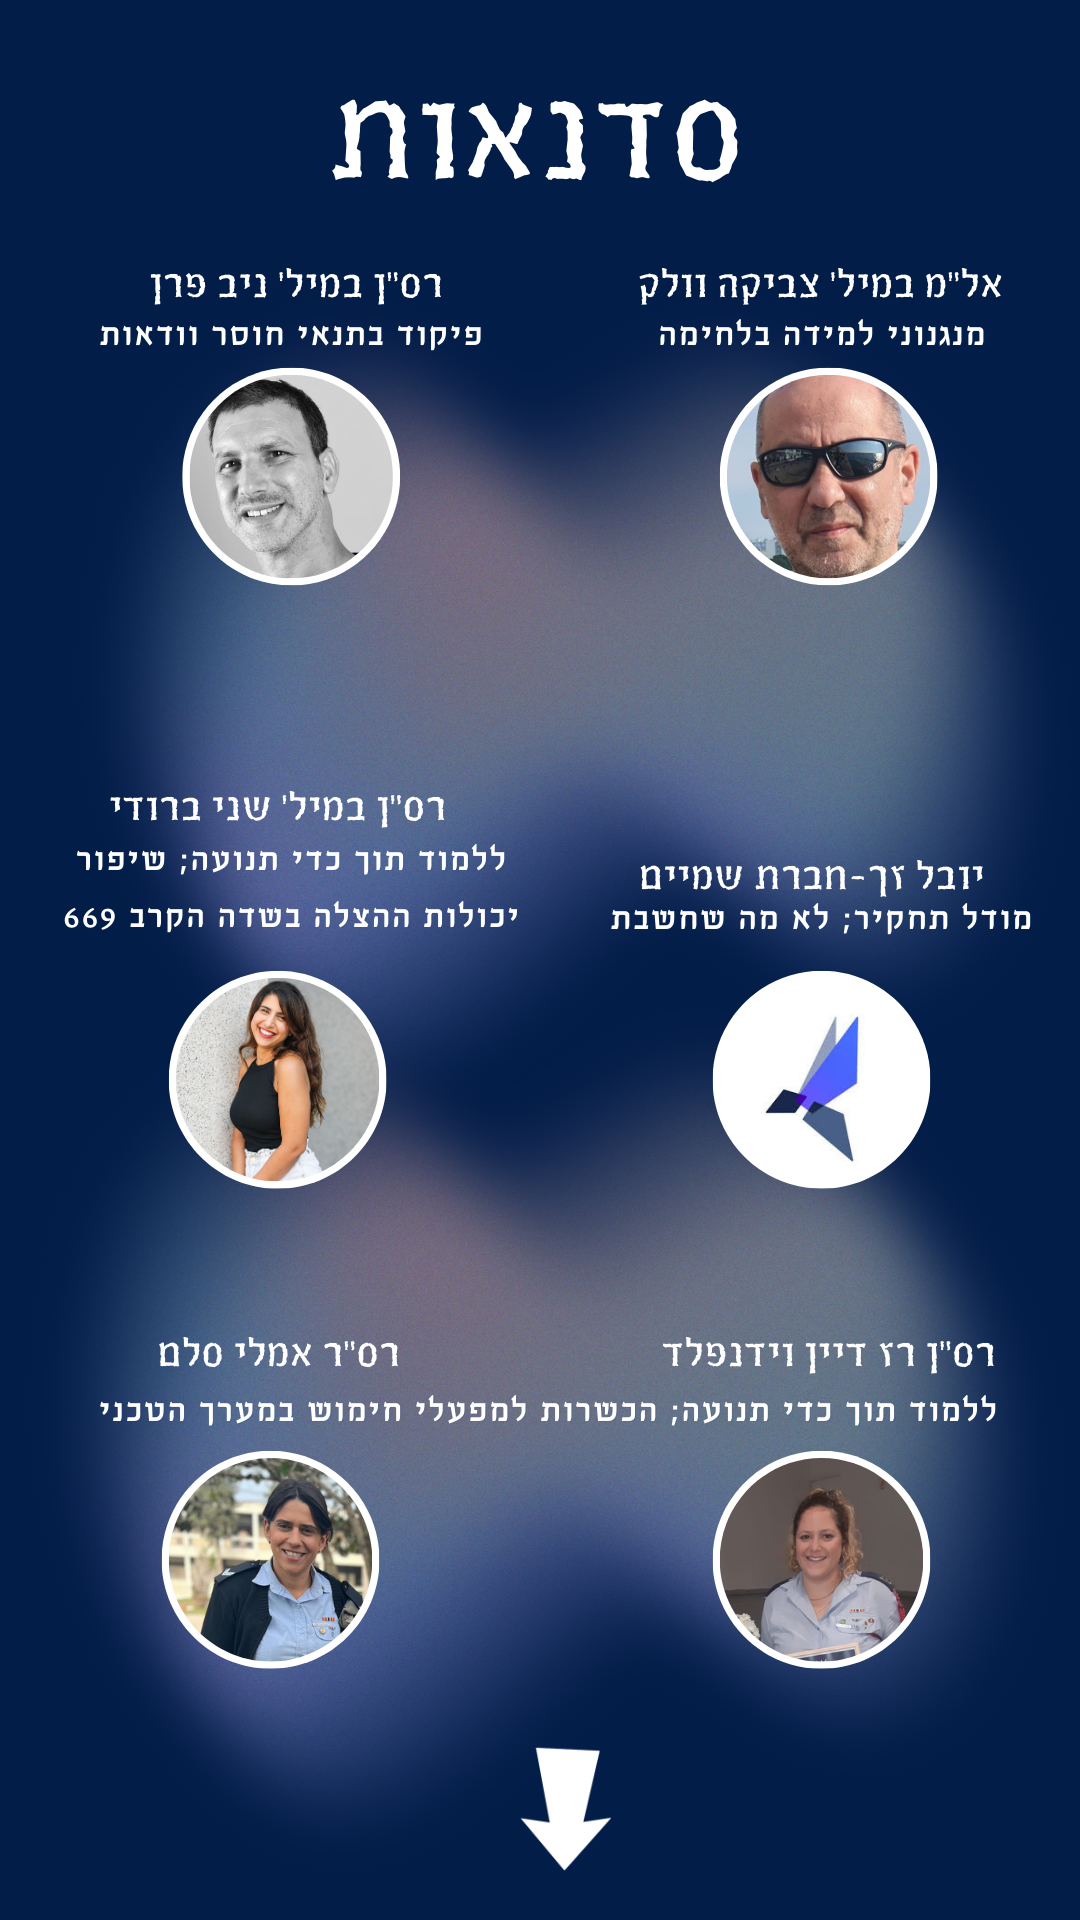 סדנאות
אל"מ במיל' צביקה וולק
מנגנוני למידה בלחימה
רס"ן במיל' ניב פרן
פיקוד בתנאי חוסר וודאות
יובל זך-חברת שמיים
מודל תחקיר; לא מה שחשבת
רס"ן במיל' שני ברודי
ללמוד תוך כדי תנועה; שיפור
יכולות ההצלה בשדה הקרב 669
רס"ן רז דיין וידנפלד
רס"ר אמלי סלם
ללמוד תוך כדי תנועה; הכשרות למפעלי חימוש במערך הטכני